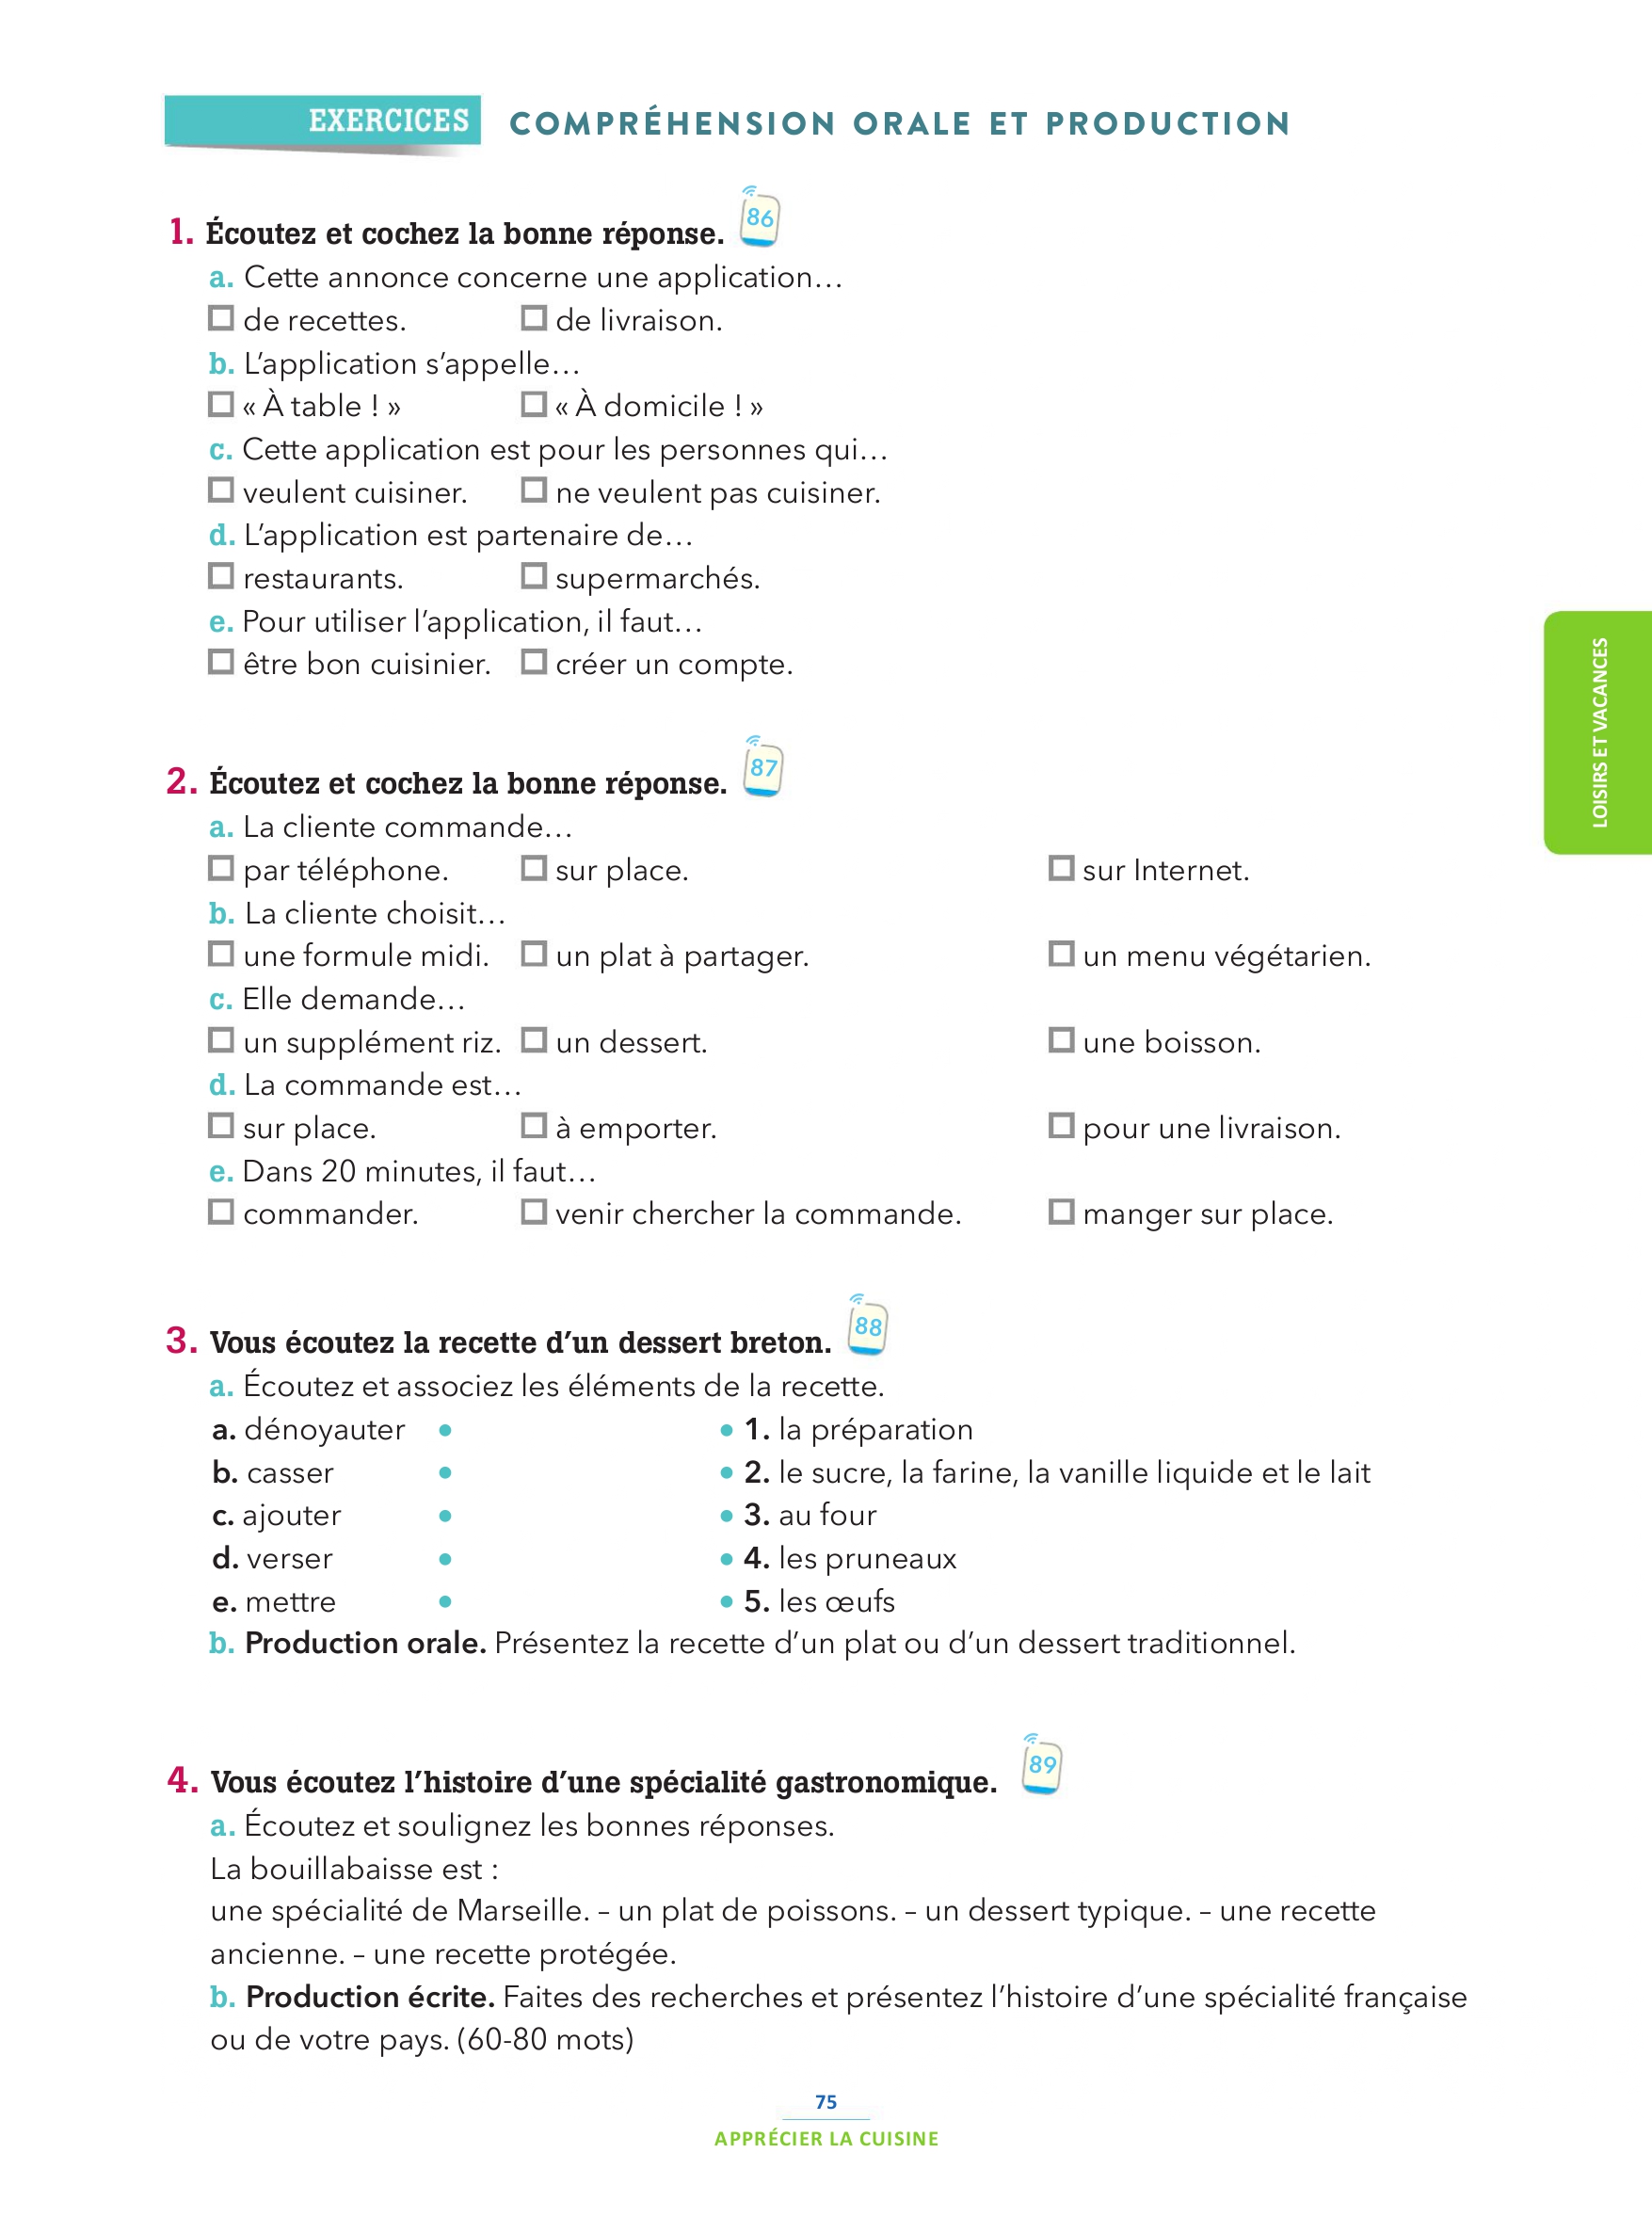 EXERCICES COMPRÉHENSION ORALE ET PRODUCTION
1. Écoutez et cochez la bonne réponse. 86
a. Cette annonce concerne une application…
☐ de recettes. ☐ de livraison.
b. L’application s’appelle…
☐ « À table ! » ☐ « À domicile ! »
c. Cette application est pour les personnes qui…
☐ veulent cuisiner. ☐ ne veulent pas cuisiner.
d. L’application est partenaire de…
☐ restaurants. ☐ supermarchés.
e. Pour utiliser l’application, il faut…
☐ être bon cuisinier. ☐ créer un compte.
LOISIRS ET VACANCES
2. Écoutez et cochez la bonne réponse. 87
a. La cliente commande…
☐ par téléphone. ☐ sur place. ☐ sur Internet.
b. La cliente choisit…
☐ une formule midi. ☐ un plat à partager. ☐ un menu végétarien.
c. Elle demande…
☐ un supplément riz. ☐ un dessert. ☐ une boisson.
d. La commande est…
☐ sur place. ☐ à emporter. ☐ pour une livraison.
e. Dans 20 minutes, il faut…
☐ commander. ☐ venir chercher la commande. ☐ manger sur place.
3. Vous écoutez la recette d’un dessert breton. 88
a. Écoutez et associez les éléments de la recette.
a. dénoyauter • • 1. la préparation
b. casser • • 2. le sucre, la farine, la vanille liquide et le lait
c. ajouter • • 3. au four
d. verser • • 4. les pruneaux
e. mettre • • 5. les œufs
b. Production orale. Présentez la recette d’un plat ou d’un dessert traditionnel.
4. Vous écoutez l’histoire d’une spécialité gastronomique. 89
a. Écoutez et soulignez les bonnes réponses.
La bouillabaisse est :
une spécialité de Marseille. – un plat de poissons. – un dessert typique. – une recette
ancienne. – une recette protégée.
b. Production écrite. Faites des recherches et présentez l’histoire d’une spécialité française
ou de votre pays. (60-80 mots)
75
APPRÉCIER LA CUISINE